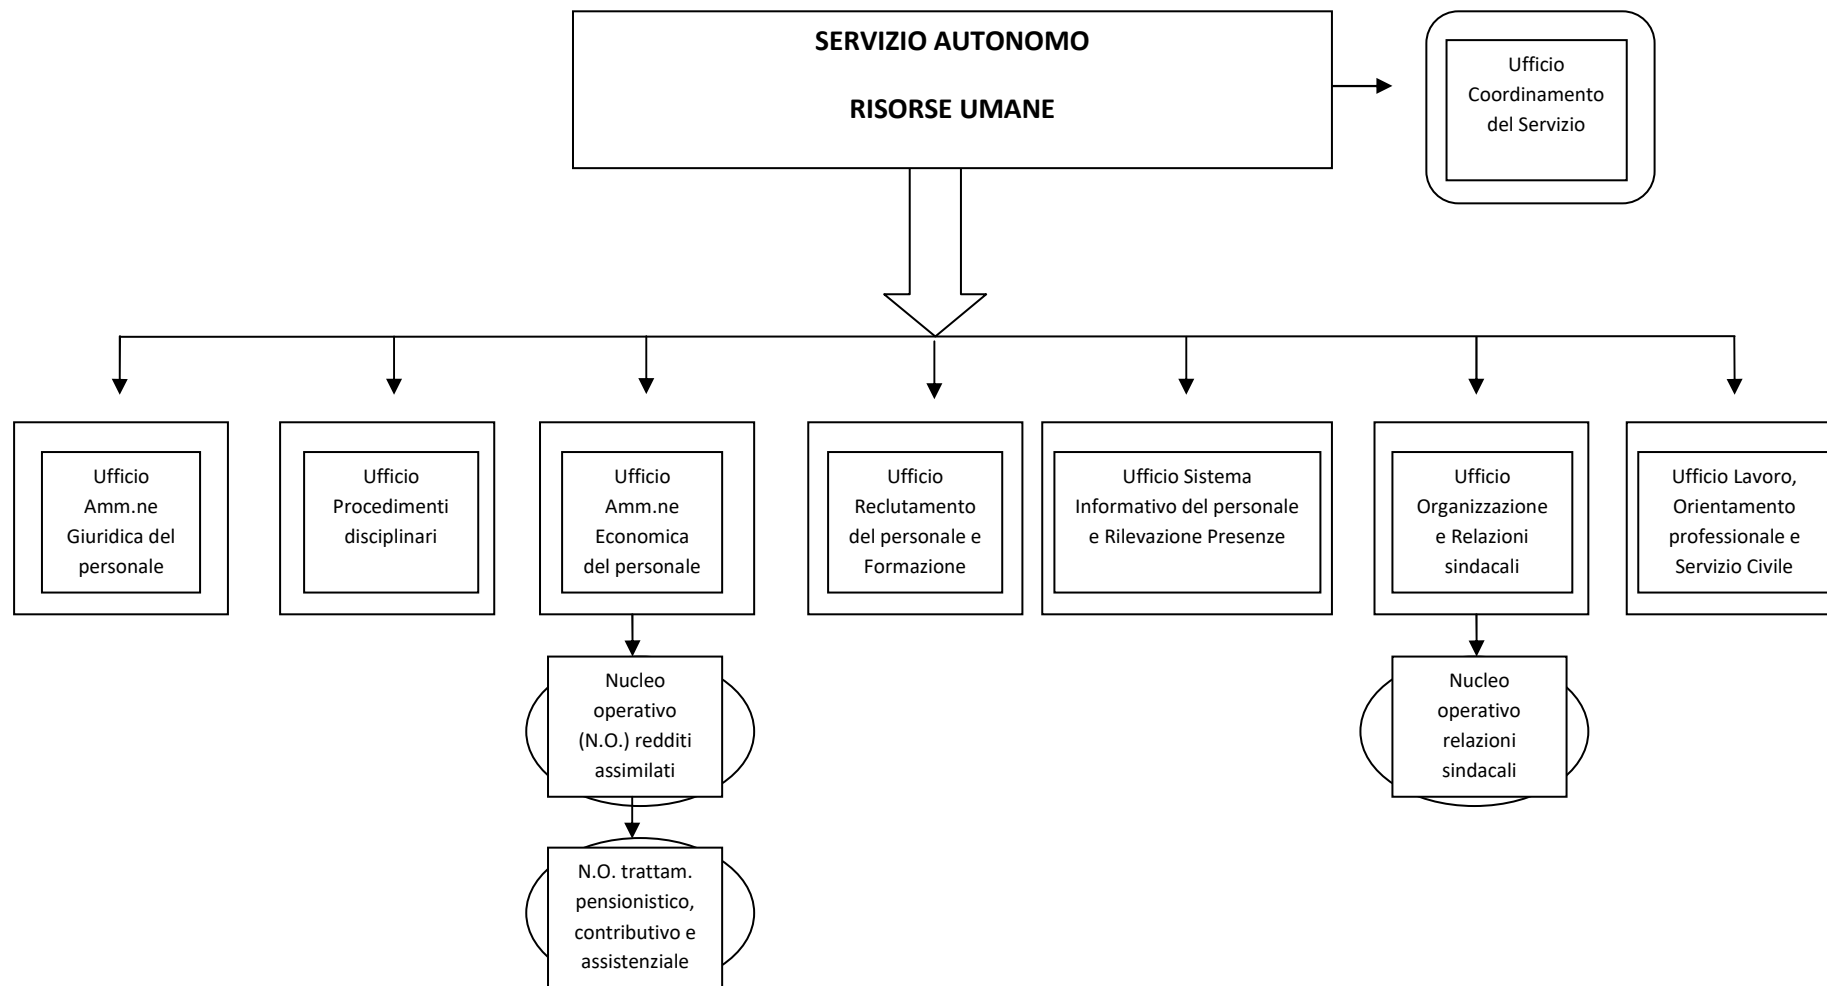 SERVIZIO AUTONOMO
RISORSE UMANE
Ufficio
Coordinamento
del Servizio
Ufficio
Amm.ne
Giuridica del
personale
Ufficio
Procedimenti
disciplinari
Ufficio
Amm.ne
Economica
del personale
Ufficio
Reclutamento
del personale e
Formazione
Ufficio Sistema
Informativo del personale
e Rilevazione Presenze
Ufficio
Organizzazione
e Relazioni
sindacali
Ufficio Lavoro,
Orientamento
professionale e
Servizio Civile
Nucleo
operativo
(N.O.) redditi
assimilati
Nucleo
operativo
relazioni
sindacali
N.O. trattam.
pensionistico,
contributivo e
assistenziale